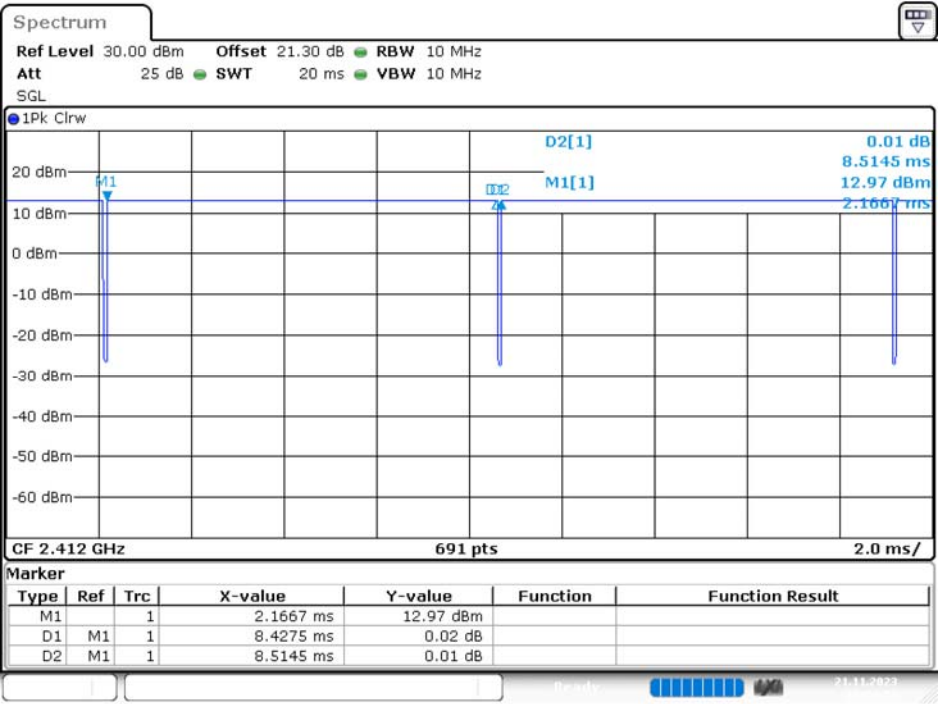 Spectrum
Ref Level 30.00 dBm Offset 21.30 dB RBW 10 MHz
Att 25 dB SWT 20 ms VBW 10 MHz
SGL
1Pk Clrw
D2[1] 0.01 dB
8.5145 ms
20 dBm
M1[1] 12.97 dBm
2.1667 ms
M1
D2
10 dBm
0 dBm
-10 dBm
-20 dBm
-30 dBm
-40 dBm
-50 dBm
-60 dBm
CF 2.412 GHz 691 pts 2.0 ms/
Marker
Type Ref Trc X-value Y-value Function Function Result
M1 1 2.1667 ms 12.97 dBm
D1 M1 1 8.4275 ms 0.02 dB
D2 M1 1 8.5145 ms 0.01 dB
Ready 21.11.2023